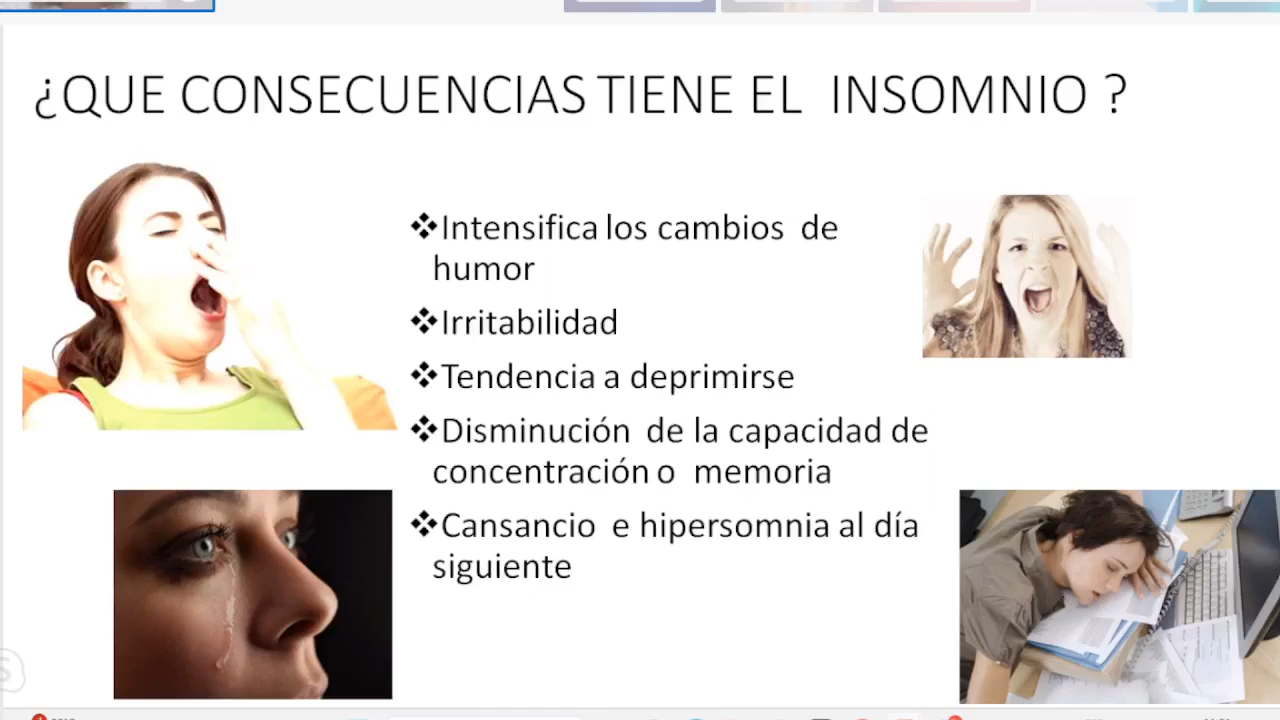 ¿QUE CONSECUENCIAS TIENE EL INSOMNIO ?
❖Intensifica los cambios de
humor
❖Irritabilidad
❖Tendencia a deprimirse
❖Disminución de la capacidad de
concentración o memoria
❖Cansancio e hipersomnia al día
siguiente